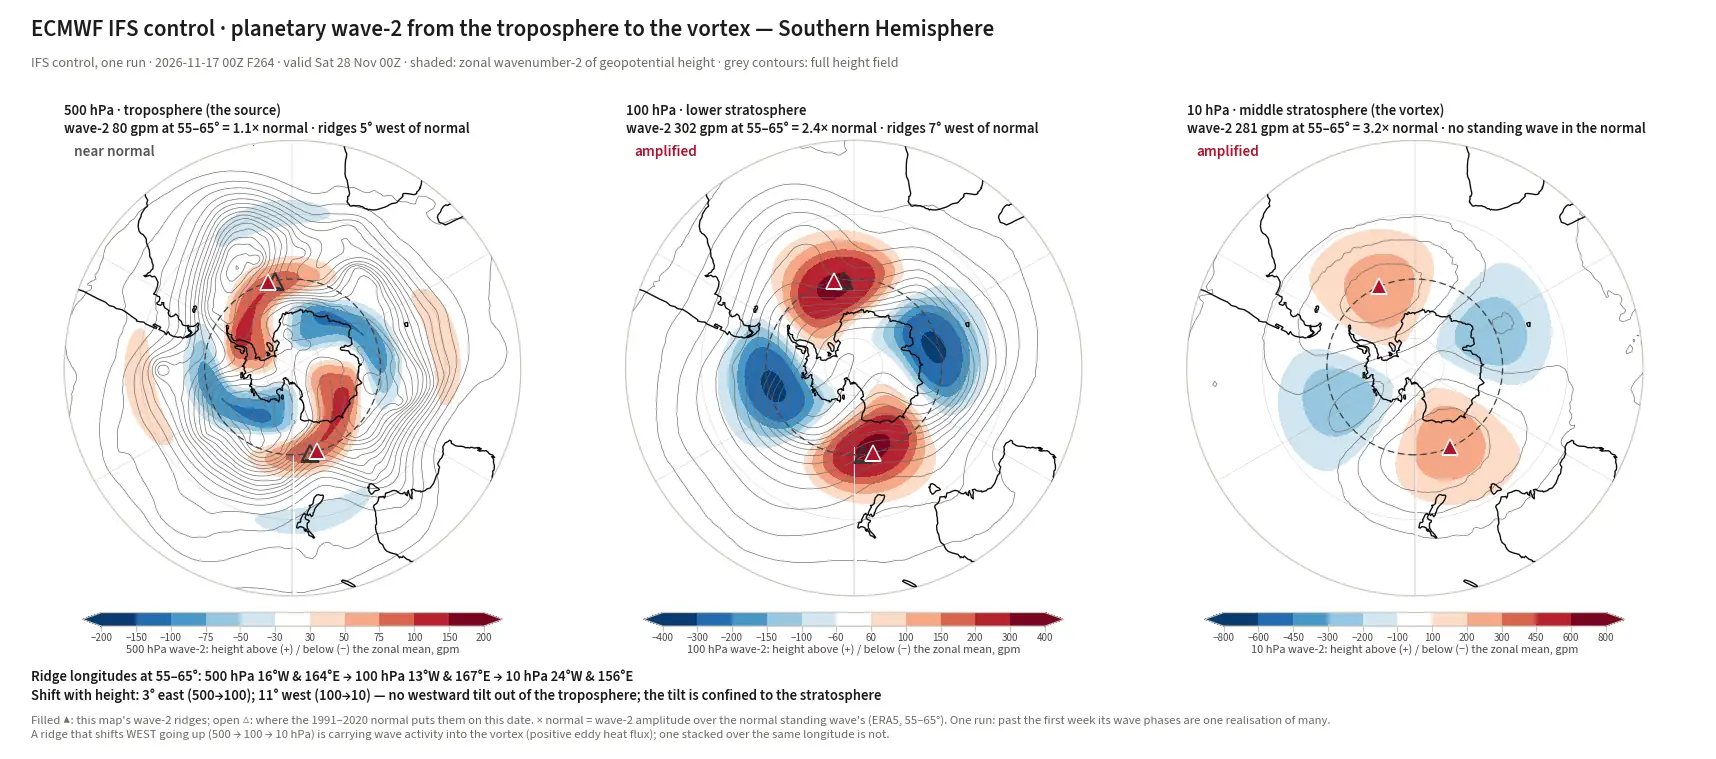 ECMWF IFS control · planetary wave-2 from the troposphere to the vortex — Southern Hemisphere
IFS control, one run · 2026-11-17 00Z F264 · valid Sat 28 Nov 00Z · shaded: zonal wavenumber-2 of geopotential height · grey contours: full height field
500 hPa · troposphere (the source)
wave-2 80 gpm at 55–65° = 1.1× normal · ridges 5° west of normal
near normal
100 hPa · lower stratosphere
wave-2 302 gpm at 55–65° = 2.4× normal · ridges 7° west of normal
amplified
10 hPa · middle stratosphere (the vortex)
wave-2 281 gpm at 55–65° = 3.2× normal · no standing wave in the normal
amplified
−200 −150 −100 −75 −50 −30 30 50 75 100 150 200
500 hPa wave-2: height above (+) / below (−) the zonal mean, gpm
−400 −300 −200 −150 −100 −60 60 100 150 200 300 400
100 hPa wave-2: height above (+) / below (−) the zonal mean, gpm
−800 −600 −450 −300 −200 −100 100 200 300 450 600 800
10 hPa wave-2: height above (+) / below (−) the zonal mean, gpm
Ridge longitudes at 55–65°: 500 hPa 16°W & 164°E → 100 hPa 13°W & 167°E → 10 hPa 24°W & 156°E
Shift with height: 3° east (500→100); 11° west (100→10) — no westward tilt out of the troposphere; the tilt is confined to the stratosphere
Filled ▲: this map's wave-2 ridges; open △: where the 1991–2020 normal puts them on this date. × normal = wave-2 amplitude over the normal standing wave's (ERA5, 55–65°). One run: past the first week its wave phases are one realisation of many.
A ridge that shifts WEST going up (500 → 100 → 10 hPa) is carrying wave activity into the vortex (positive eddy heat flux); one stacked over the same longitude is not.